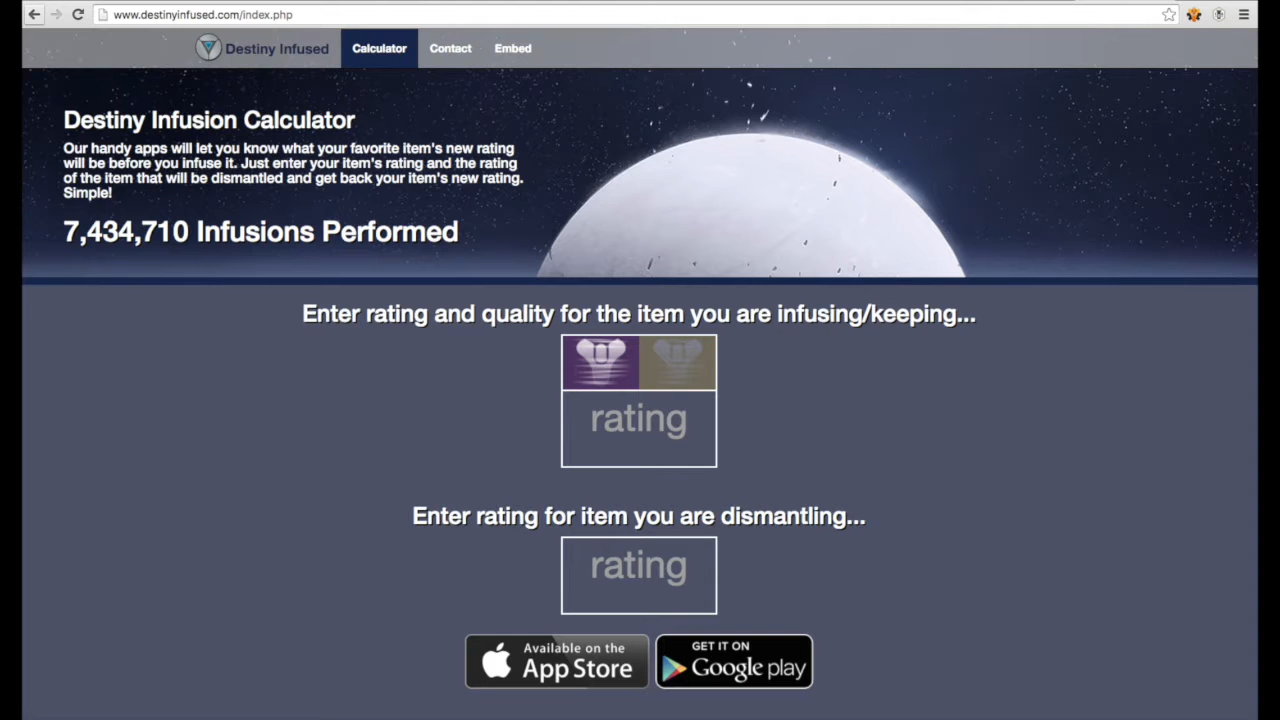 www.destinyinfused.com/index.php
Destiny Infused
Calculator
Contact
Embed
Destiny Infusion Calculator
Our handy apps will let you know what your favorite item's new rating
will be before you infuse it. Just enter your item's rating and the rating
of the item that will be dismantled and get back your item's new rating.
Simple!
7,434,710 Infusions Performed
Enter rating and quality for the item you are infusing/keeping...
rating
Enter rating for item you are dismantling...
rating
Available on the
App Store
GET IT ON
Google play